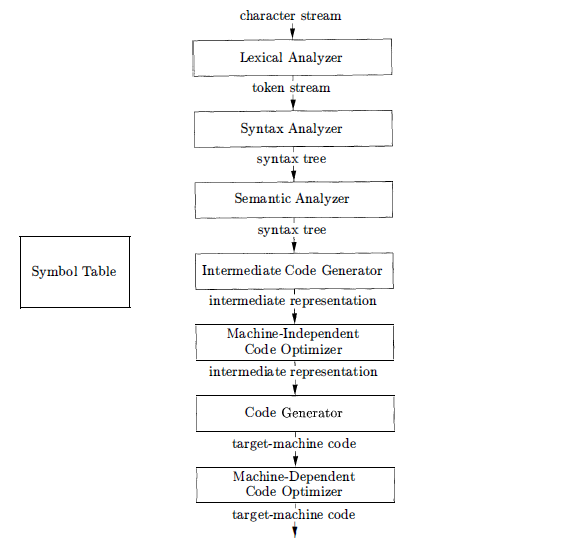 character stream
Lexical Analyzer
token stream
Syntax Analyzer
syntax tree
Semantic Analyzer
syntax tree
Symbol Table
Intermediate Code Generator
intermediate representation
Machine-Independent
Code Optimizer
intermediate representation
Code Generator
target-machine code
Machine-Dependent
Code Optimizer
target-machine code